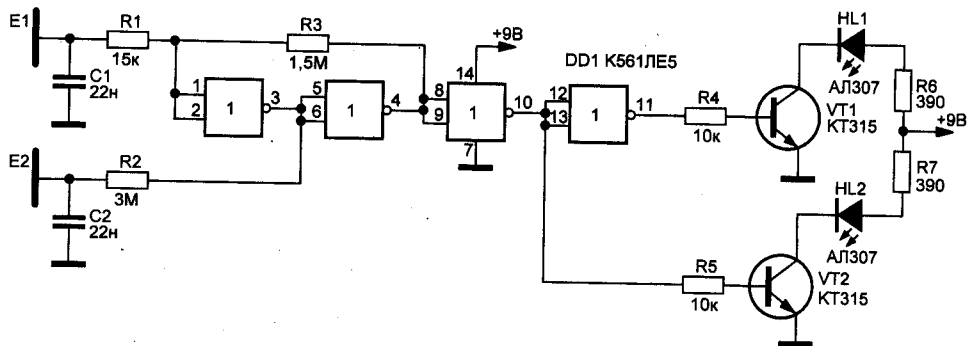 E1
R1
15к
C1
22н
R3
1,5М
1
2
1
3
5
6
1
4
+9В
14
8
9
1
7
10
DD1 К561ЛЕ5
12
13
1
11
R4
10к
HL1
АЛ307
VT1
КТ315
R6
390
+9В
R7
390
E2
R2
3М
C2
22н
HL2
АЛ307
R5
10к
VT2
КТ315